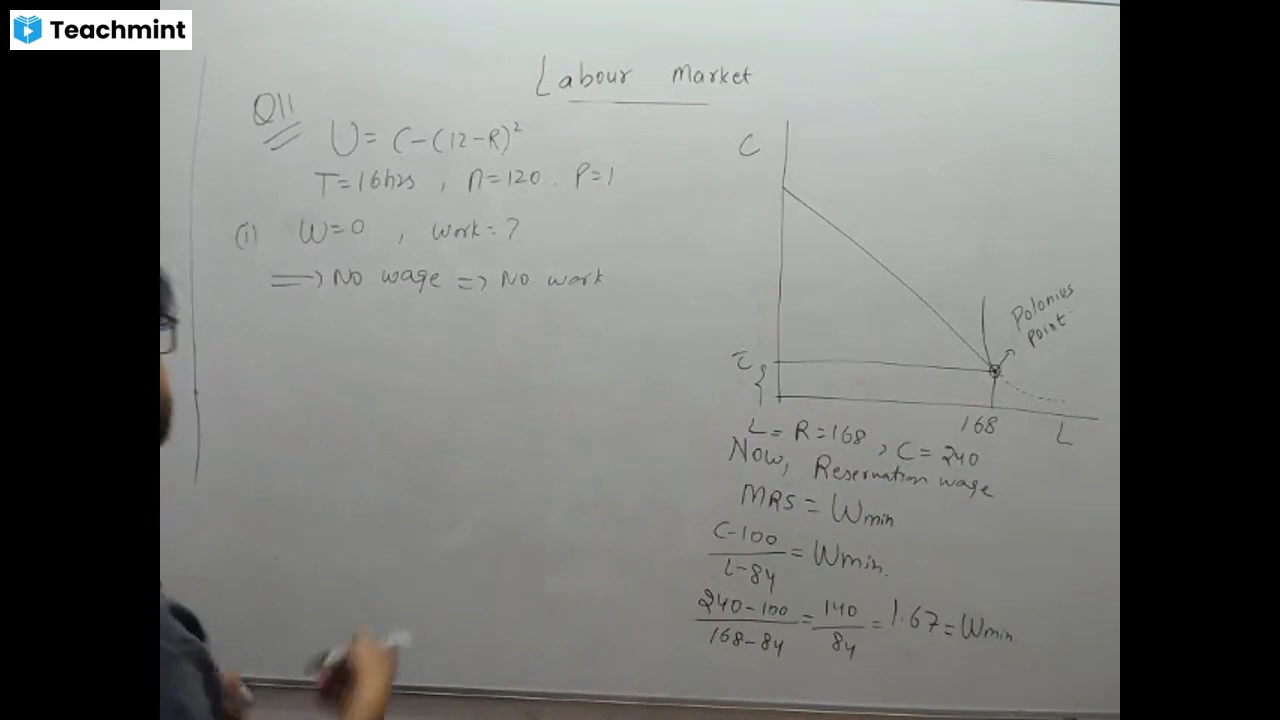 Teachmint
Labour Market
Q11
U = C - (12-R)²
T=16hrs , n=120 . P=1
(i) W=0 , work = ?
⟹ No wage => No work
C
Polonius
Point
c̄
168
L
L = R = 168 , C = 240
Now, Reservation wage
MRS = Wmin
C-100
L-84
= Wmin.
240-100
168-84
= 140
84
= 1.67 = Wmin